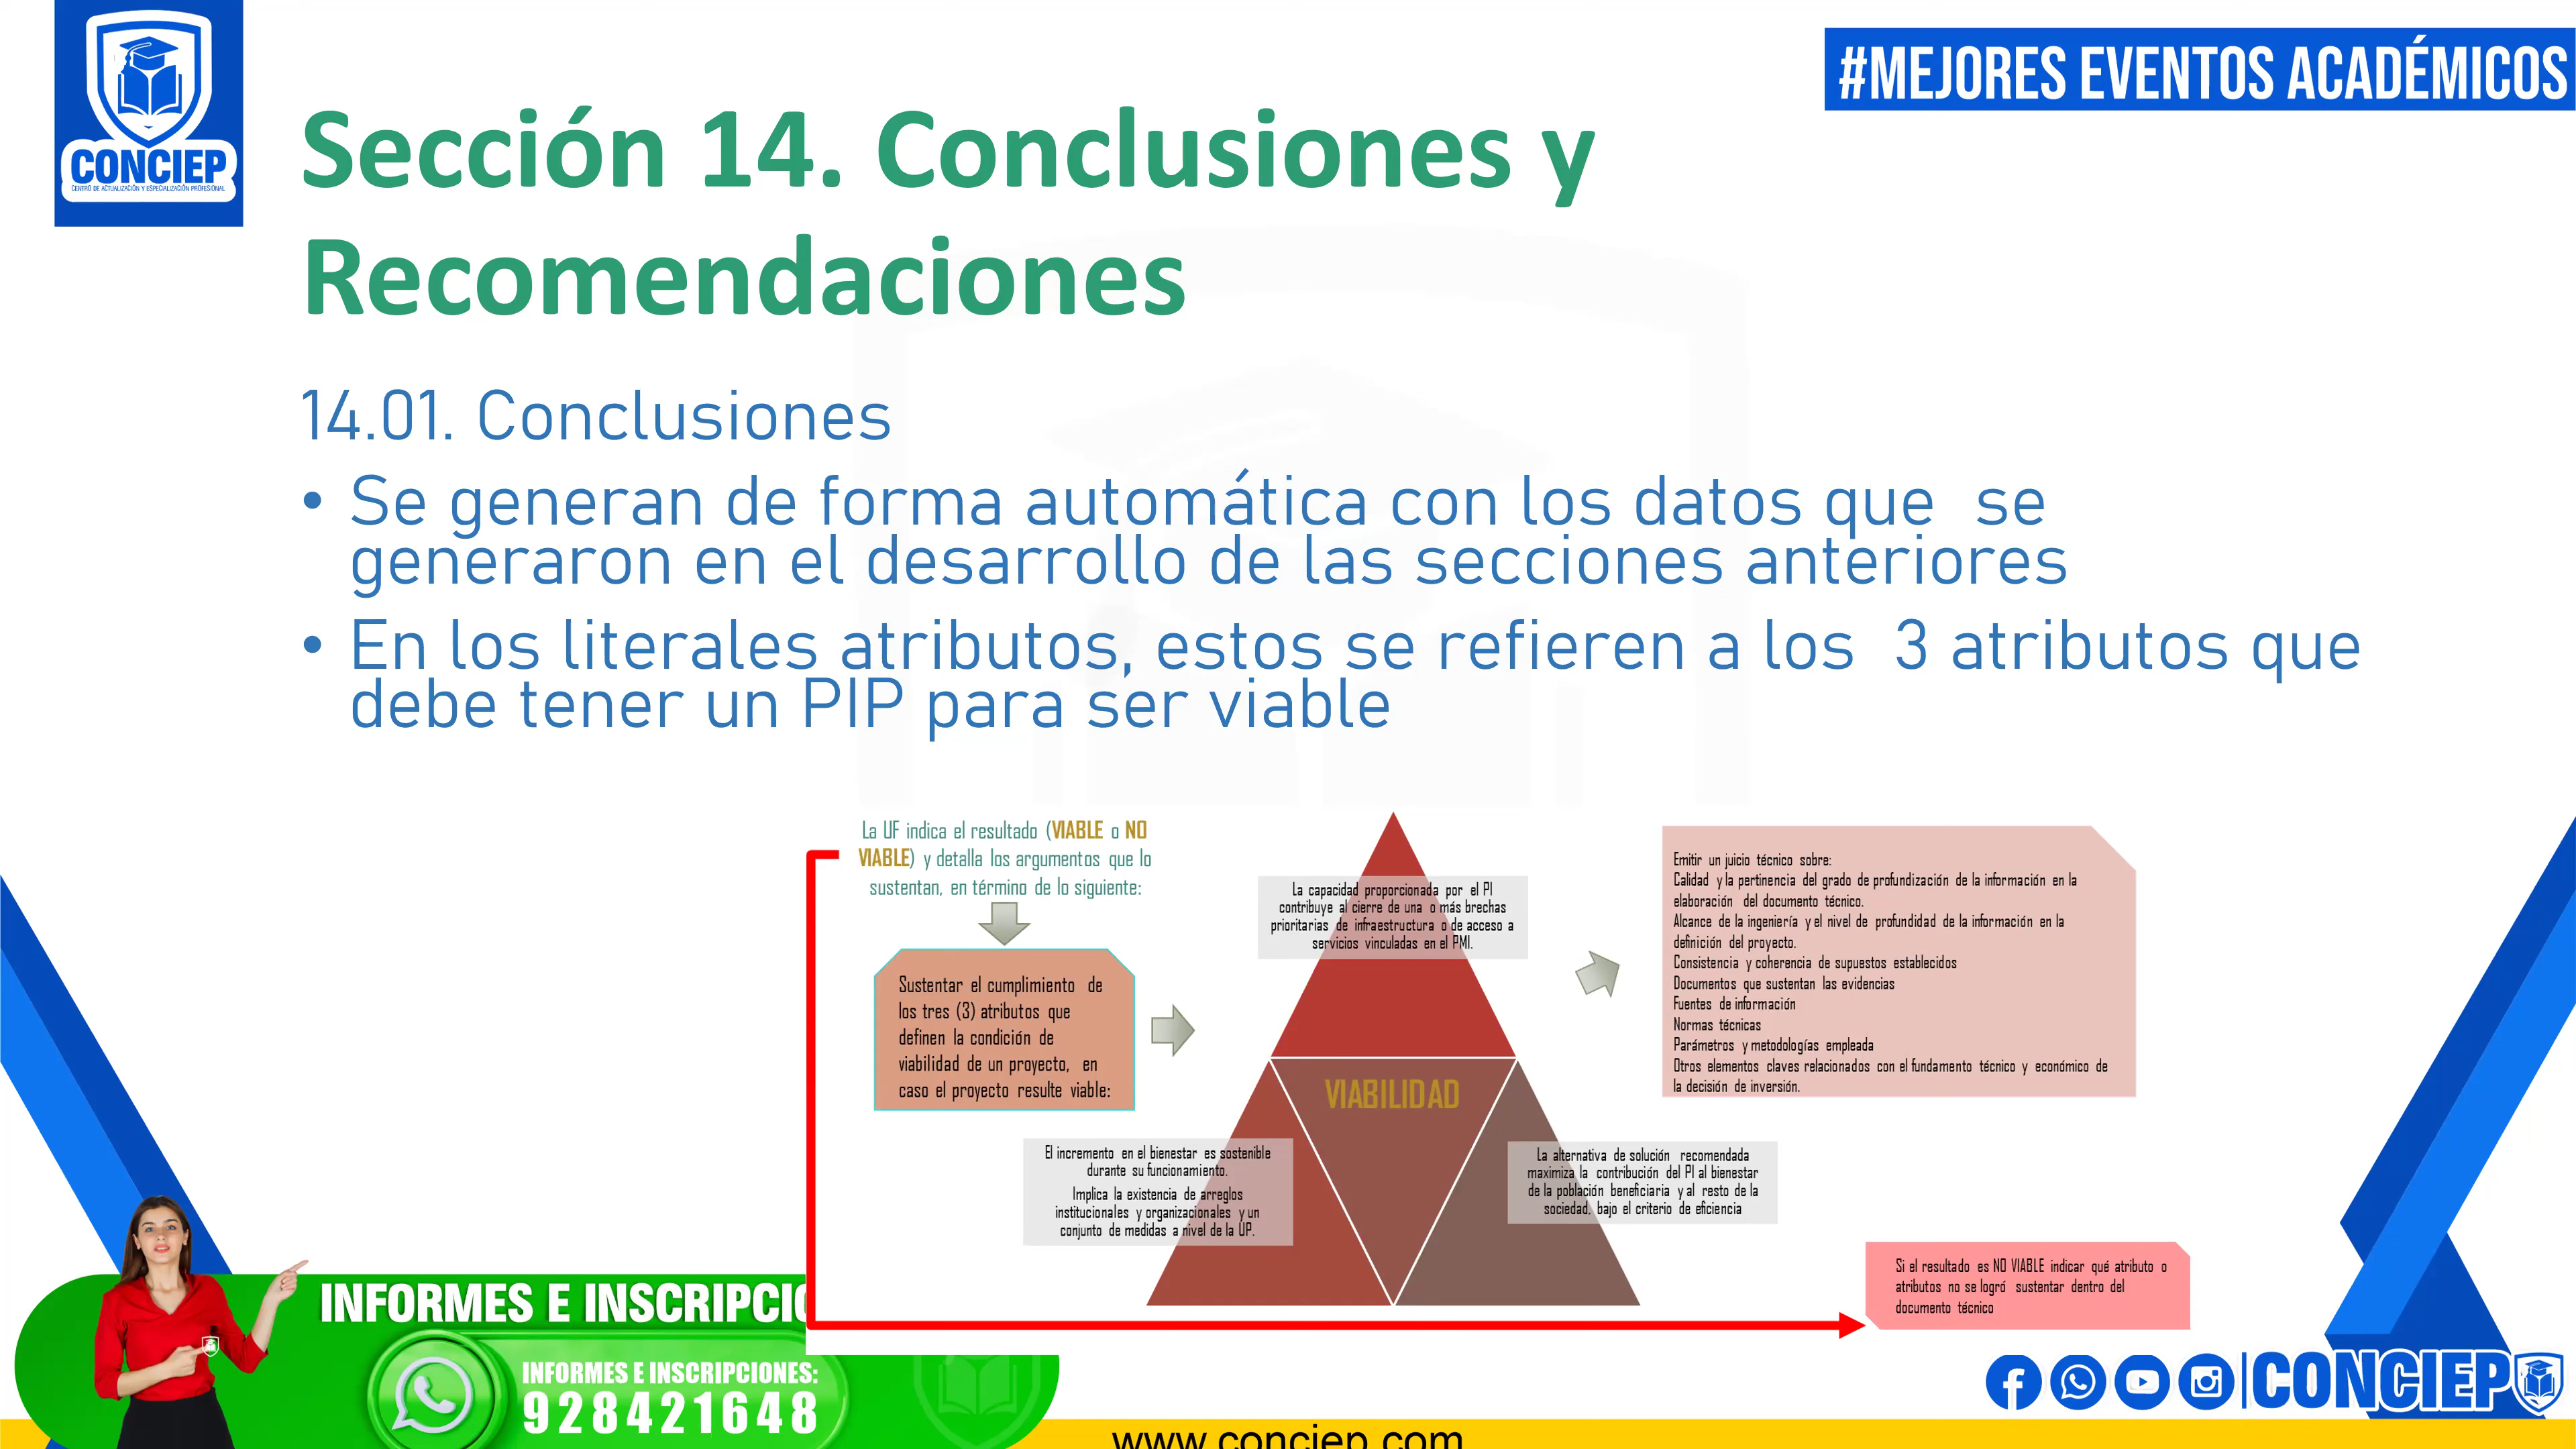 CONCIEP
CENTRO DE ACTUALIZACIÓN Y ESPECIALIZACIÓN PROFESIONAL
#MEJORES EVENTOS ACADÉMICOS
Sección 14. Conclusiones y
Recomendaciones
14.01. Conclusiones
• Se generan de forma automática con los datos que se
generaron en el desarrollo de las secciones anteriores
• En los literales atributos, estos se refieren a los 3 atributos que
debe tener un PIP para ser viable
La UF indica el resultado (VIABLE o NO
VIABLE) y detalla los argumentos que lo
sustentan, en término de lo siguiente:
Sustentar el cumplimiento de
los tres (3) atributos que
definen la condición de
viabilidad de un proyecto, en
caso el proyecto resulte viable:
La capacidad proporcionada por el PI
contribuye al cierre de una o más brechas
prioritarias de infraestructura o de acceso a
servicios vinculadas en el PMI.
VIABILIDAD
El incremento en el bienestar es sostenible
durante su funcionamiento.
Implica la existencia de arreglos
institucionales y organizacionales y un
conjunto de medidas a nivel de la UP.
La alternativa de solución recomendada
maximiza la contribución del PI al bienestar
de la población beneficiaria y al resto de la
sociedad, bajo el criterio de eficiencia
Emitir un juicio técnico sobre:
Calidad y la pertinencia del grado de profundización de la información en la
elaboración del documento técnico.
Alcance de la ingeniería y el nivel de profundidad de la información en la
definición del proyecto.
Consistencia y coherencia de supuestos establecidos
Documentos que sustentan las evidencias
Fuentes de información
Normas técnicas
Parámetros y metodologías empleada
Otros elementos claves relacionados con el fundamento técnico y económico de
la decisión de inversión.
Si el resultado es NO VIABLE indicar qué atributo o
atributos no se logró sustentar dentro del
documento técnico
INFORMES E INSCRIPCIO
INFORMES E INSCRIPCIONES:
928421648
CONCIEP
www.conciep.com